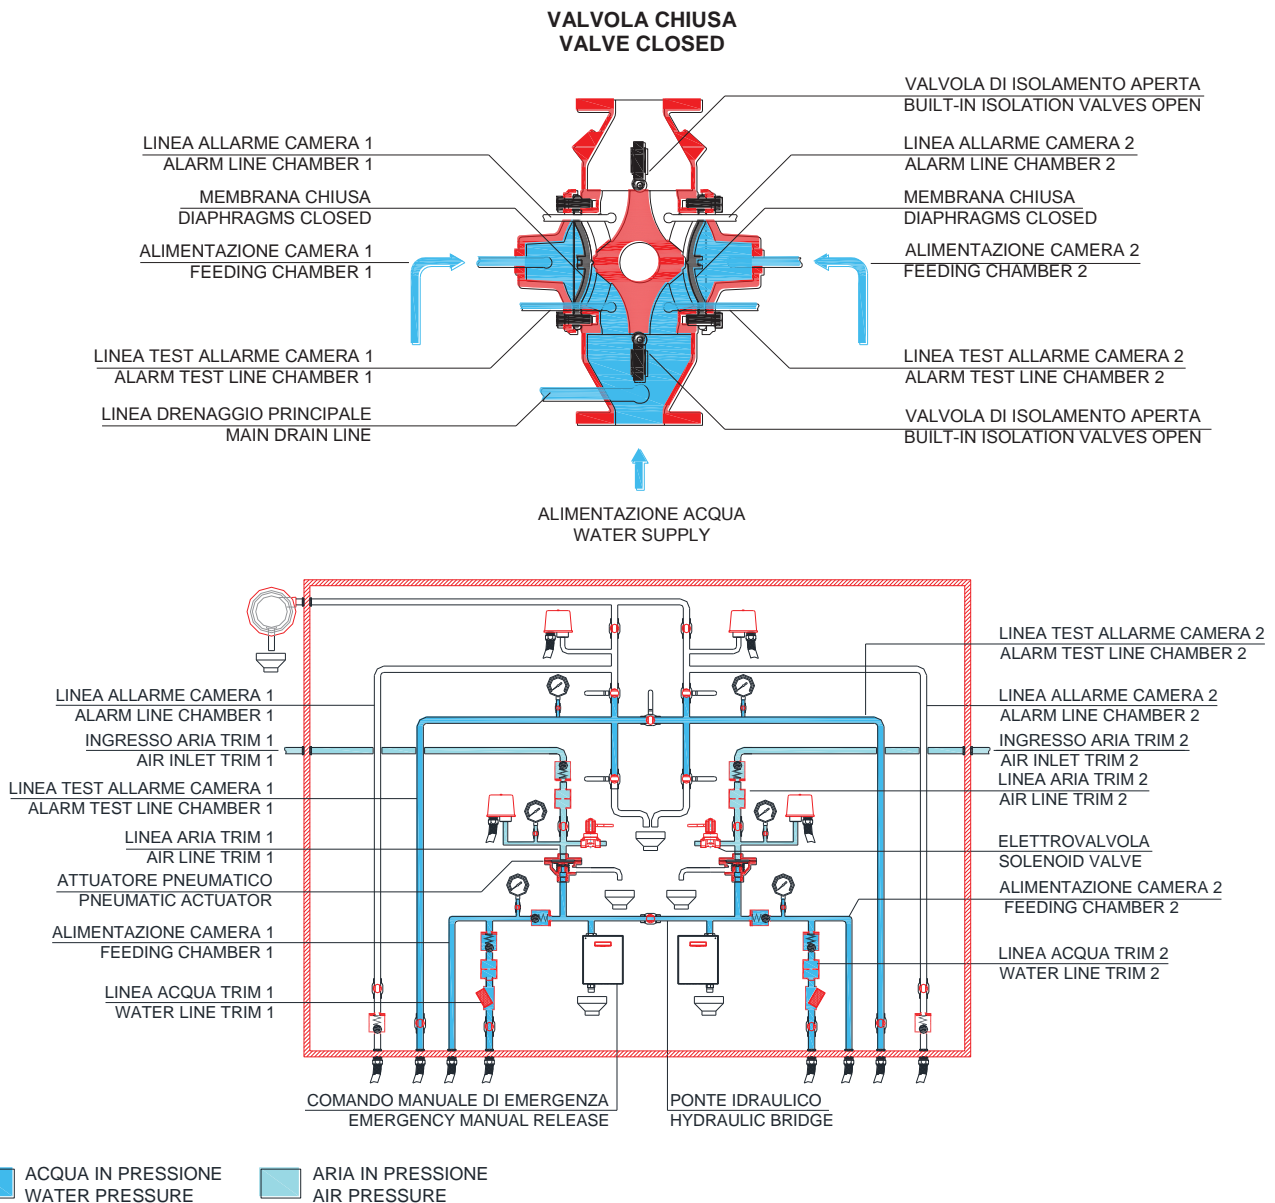 VALVOLA CHIUSA
VALVE CLOSED
VALVOLA DI ISOLAMENTO APERTA
BUILT-IN ISOLATION VALVES OPEN
LINEA ALLARME CAMERA 1
ALARM LINE CHAMBER 1
LINEA ALLARME CAMERA 2
ALARM LINE CHAMBER 2
MEMBRANA CHIUSA
DIAPHRAGMS CLOSED
MEMBRANA CHIUSA
DIAPHRAGMS CLOSED
ALIMENTAZIONE CAMERA 1
FEEDING CHAMBER 1
ALIMENTAZIONE CAMERA 2
FEEDING CHAMBER 2
LINEA TEST ALLARME CAMERA 1
ALARM TEST LINE CHAMBER 1
LINEA TEST ALLARME CAMERA 2
ALARM TEST LINE CHAMBER 2
LINEA DRENAGGIO PRINCIPALE
MAIN DRAIN LINE
VALVOLA DI ISOLAMENTO APERTA
BUILT-IN ISOLATION VALVES OPEN
ALIMENTAZIONE ACQUA
WATER SUPPLY
LINEA TEST ALLARME CAMERA 2
ALARM TEST LINE CHAMBER 2
LINEA ALLARME CAMERA 1
ALARM LINE CHAMBER 1
LINEA ALLARME CAMERA 2
ALARM LINE CHAMBER 2
INGRESSO ARIA TRIM 1
AIR INLET TRIM 1
INGRESSO ARIA TRIM 2
AIR INLET TRIM 2
LINEA TEST ALLARME CAMERA 1
ALARM TEST LINE CHAMBER 1
LINEA ARIA TRIM 2
AIR LINE TRIM 2
LINEA ARIA TRIM 1
AIR LINE TRIM 1
ELETTROVALVOLA
SOLENOID VALVE
ATTUATORE PNEUMATICO
PNEUMATIC ACTUATOR
ALIMENTAZIONE CAMERA 2
FEEDING CHAMBER 2
ALIMENTAZIONE CAMERA 1
FEEDING CHAMBER 1
LINEA ACQUA TRIM 2
WATER LINE TRIM 2
LINEA ACQUA TRIM 1
WATER LINE TRIM 1
COMANDO MANUALE DI EMERGENZA
EMERGENCY MANUAL RELEASE
PONTE IDRAULICO
HYDRAULIC BRIDGE
ACQUA IN PRESSIONE
WATER PRESSURE
ARIA IN PRESSIONE
AIR PRESSURE